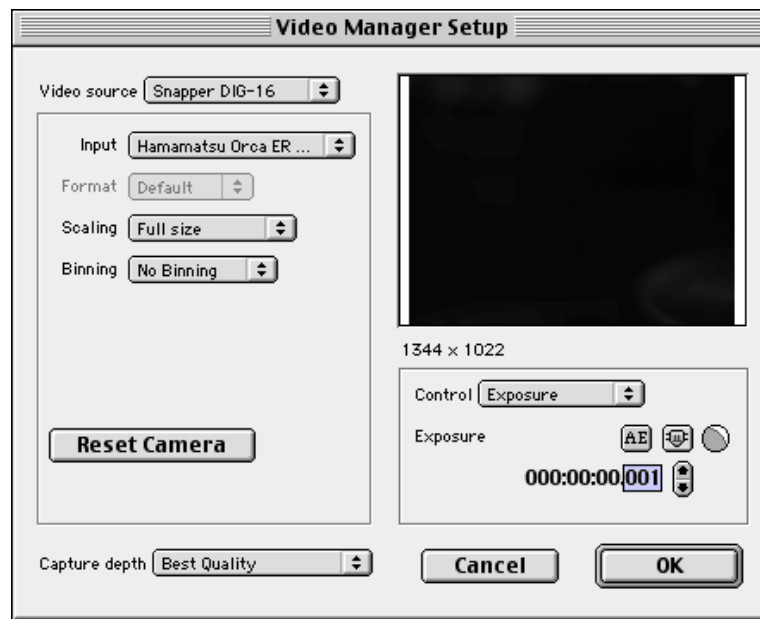 Video Manager Setup
Video source Snapper DIG-16
Input Hamamatsu Orca ER ...
Format Default
Scaling Full size
Binning No Binning
Reset Camera
Capture depth Best Quality
1344 x 1022
Control Exposure
Exposure AE
000:00:00.001
Cancel OK